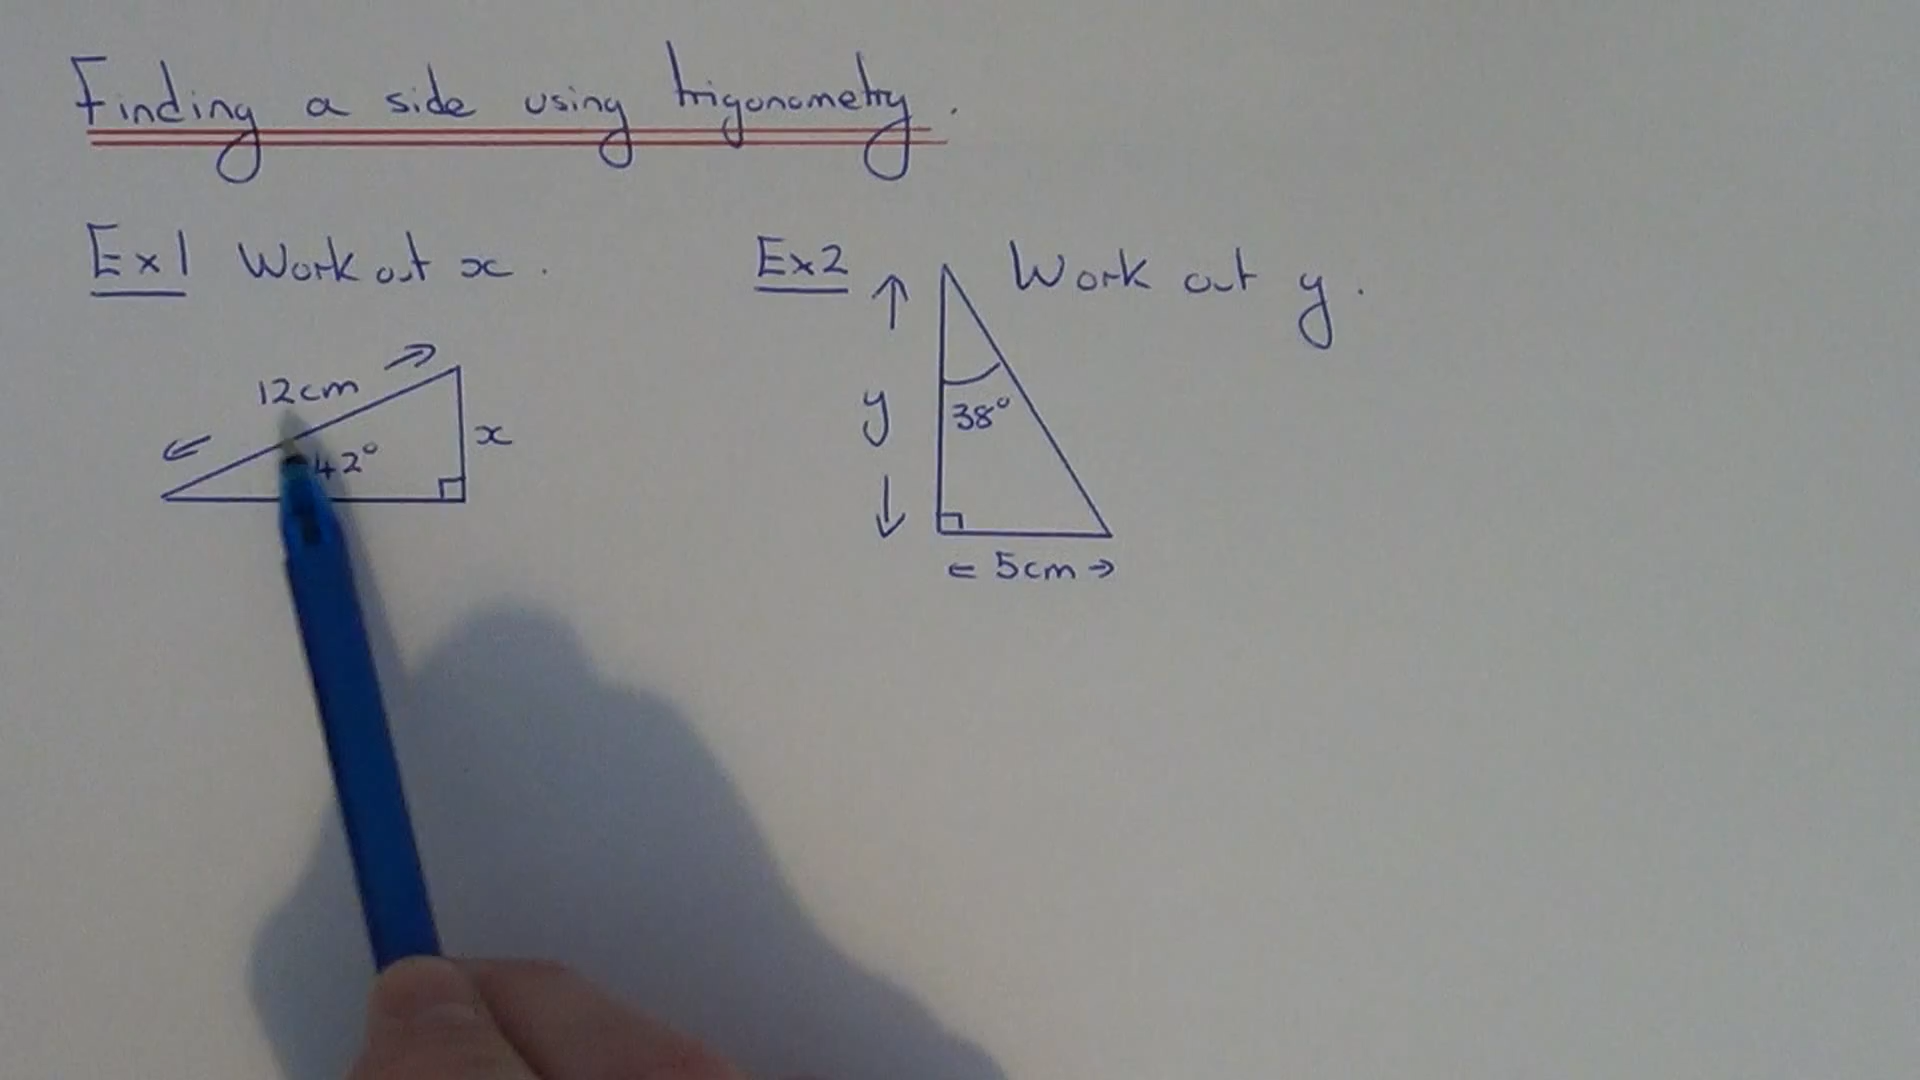 Finding a side using trigonometry.
Ex1 Work out x.
12cm
42°
x
Ex2 Work out y.
y
38°
5cm